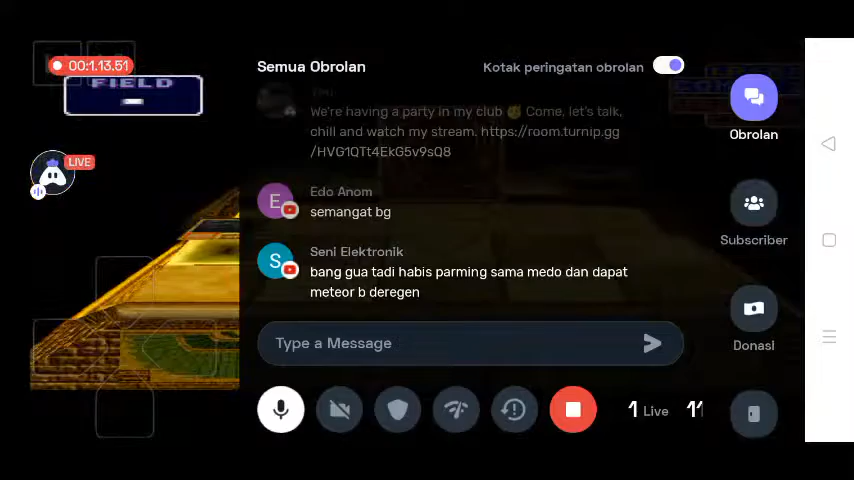 00:1.13.51
FIELD
LIVE
Semua Obrolan
Kotak peringatan obrolan
We're having a party in my club 🥳 Come, let's talk,
chill and watch my stream. https://room.turnip.gg
/HVG1QTt4EkG5v9sQ8
Edo Anom
E
semangat bg
Seni Elektronik
S
bang gua tadi habis parming sama medo dan dapat
meteor b deregen
Type a Message
1 Live
Obrolan
Subscriber
Donasi